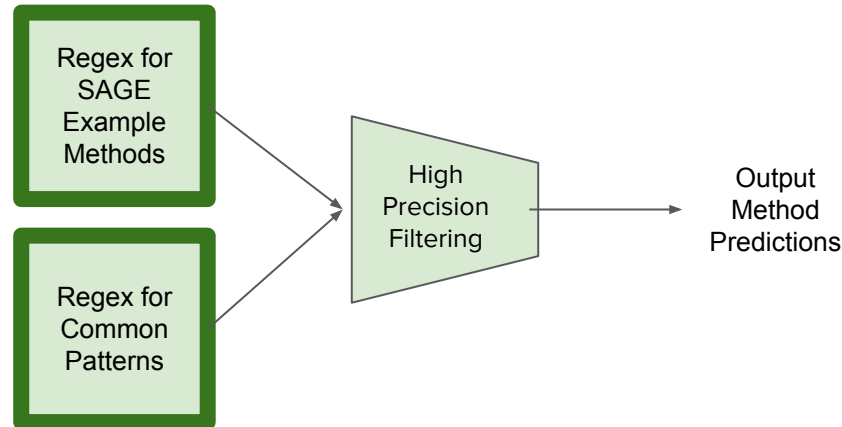 Regex for
SAGE
Example
Methods
Regex for
Common
Patterns
High
Precision
Filtering
Output
Method
Predictions